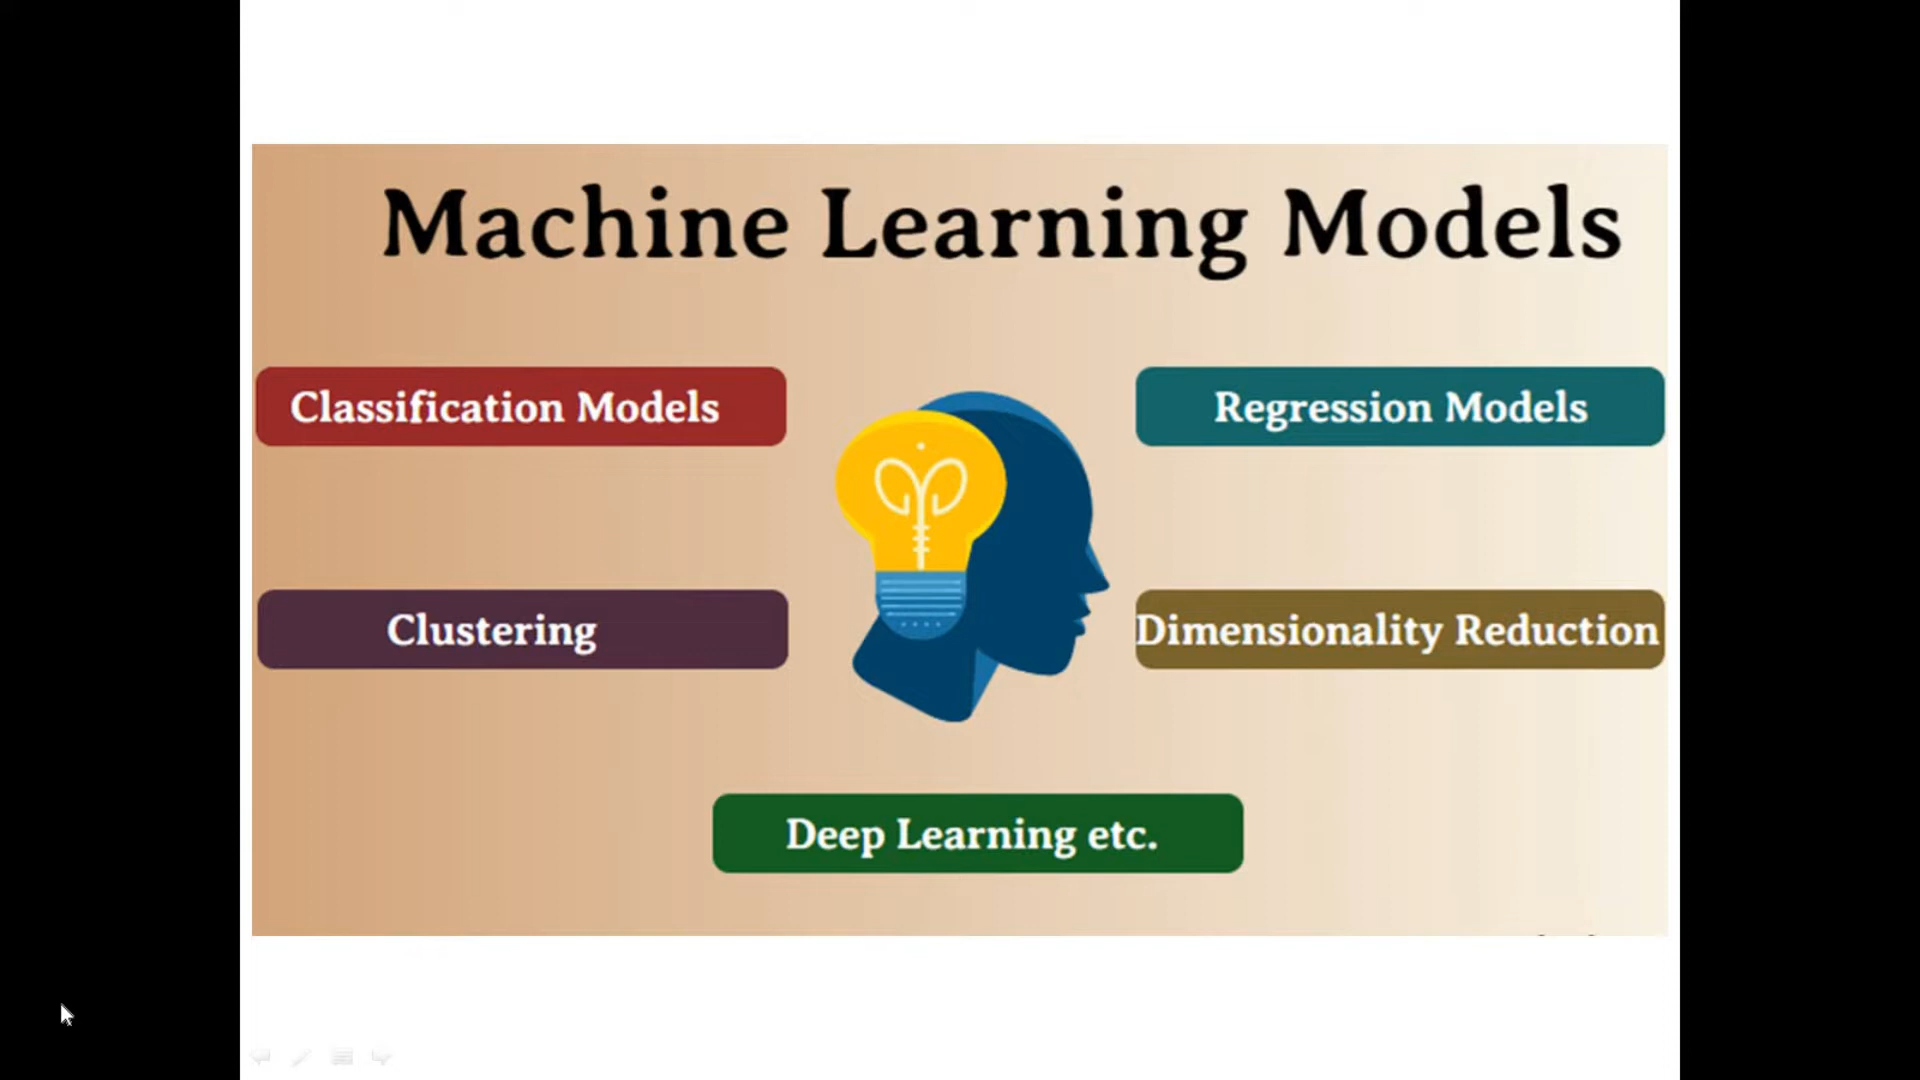 Machine Learning Models
Classification Models
Regression Models
Clustering
Dimensionality Reduction
Deep Learning etc.